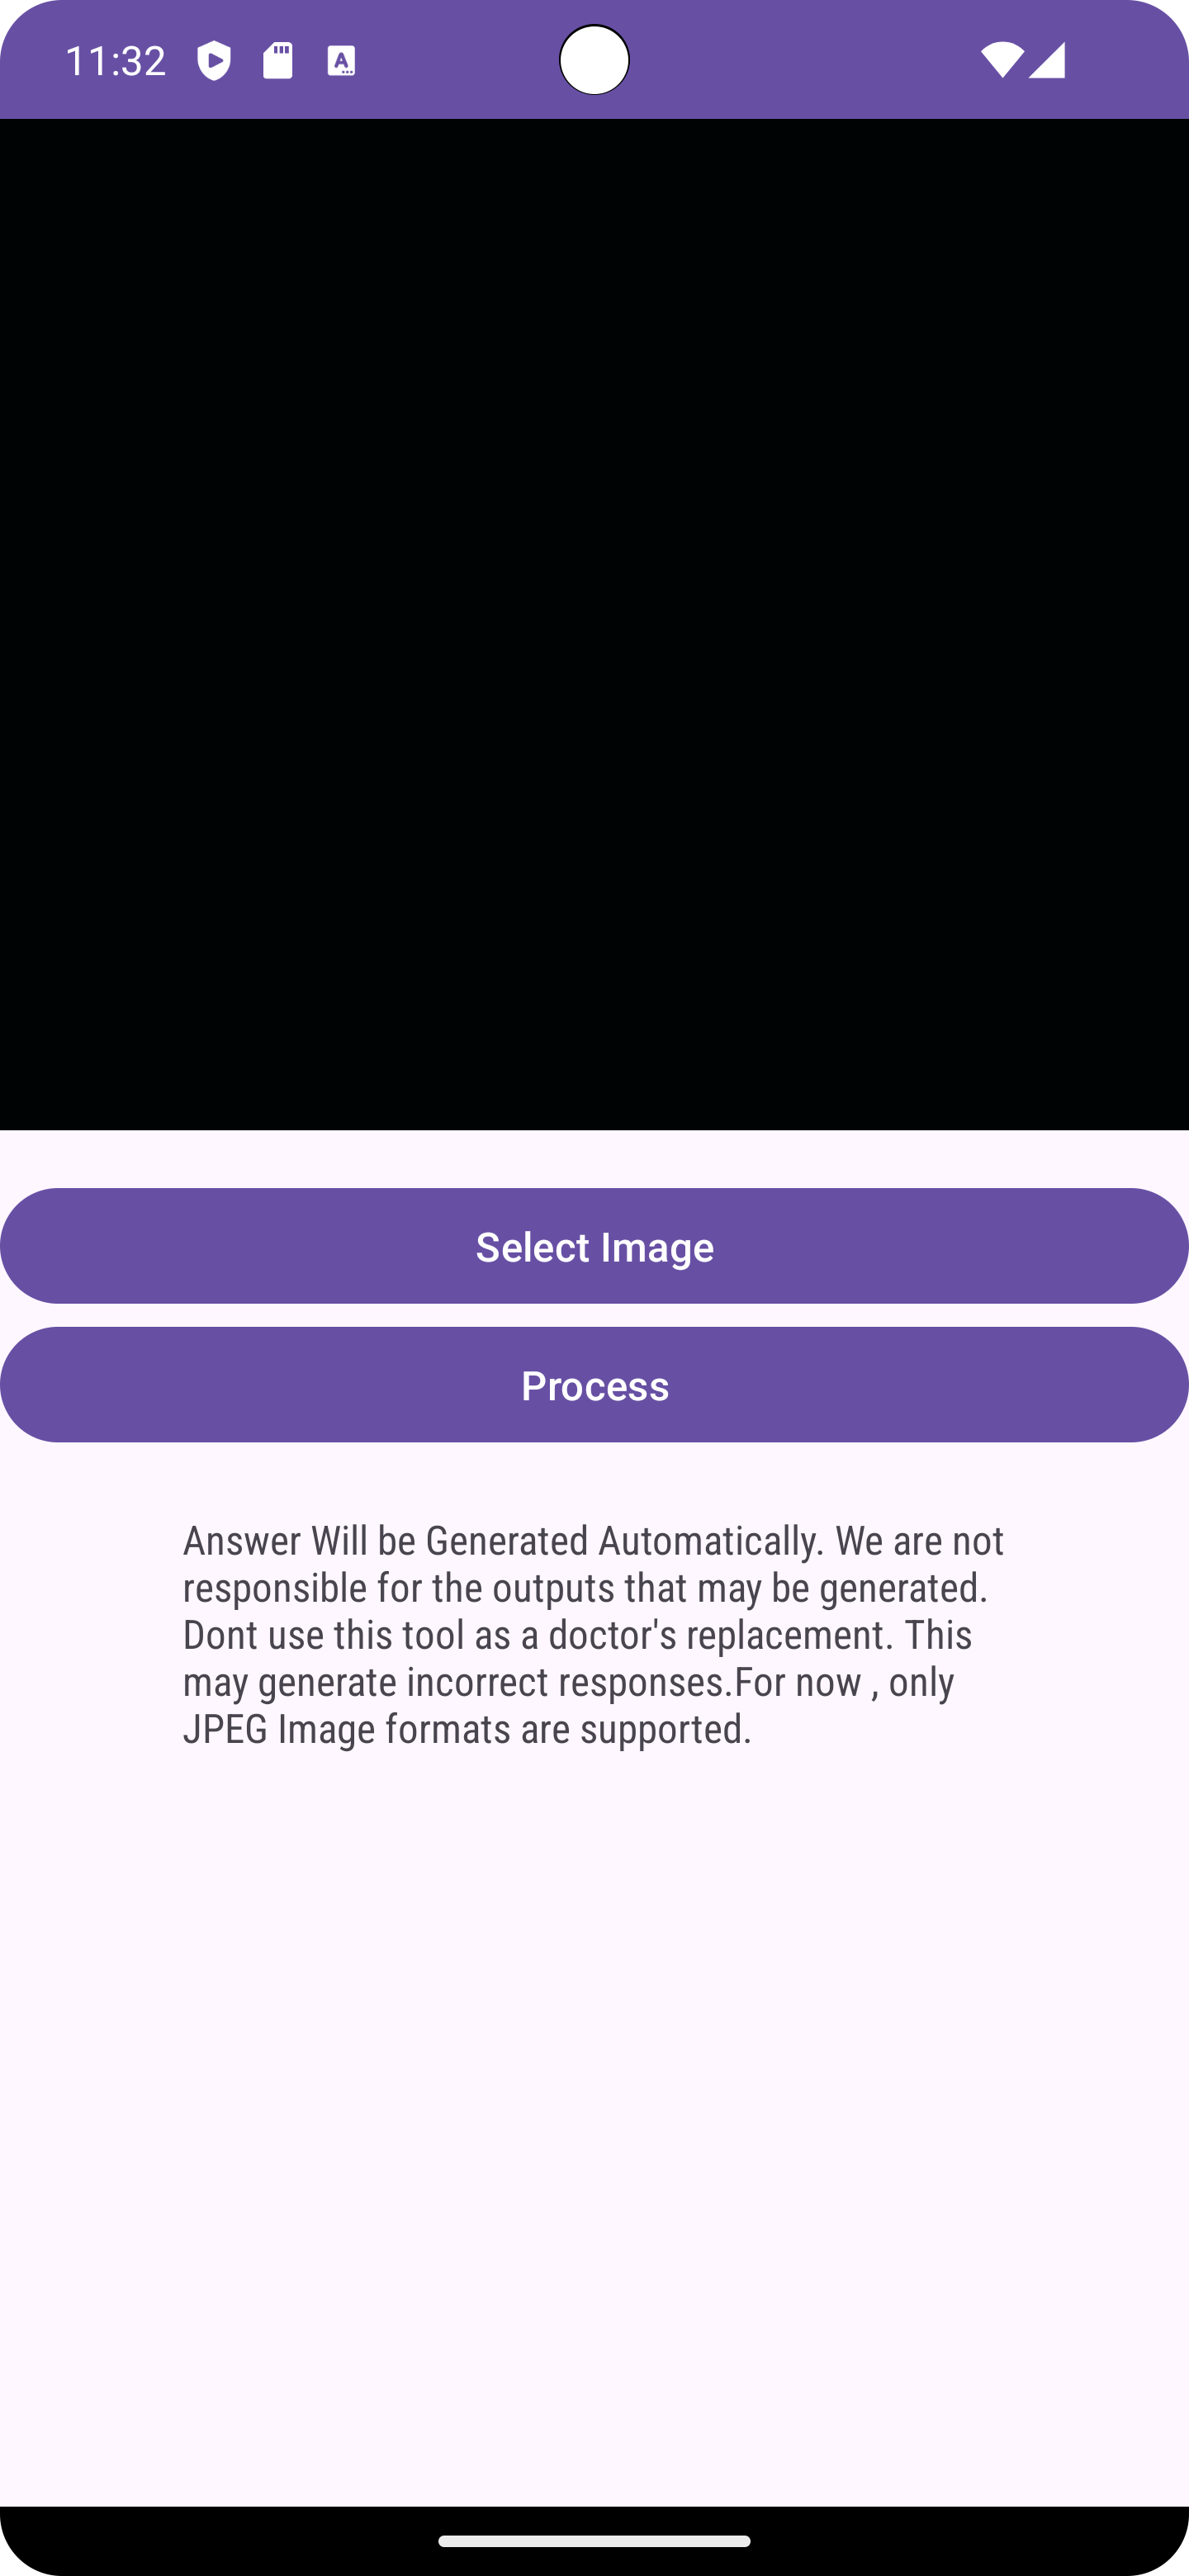 11:32
Select Image
Process
Answer Will be Generated Automatically. We are not
responsible for the outputs that may be generated.
Dont use this tool as a doctor's replacement. This
may generate incorrect responses.For now , only
JPEG Image formats are supported.